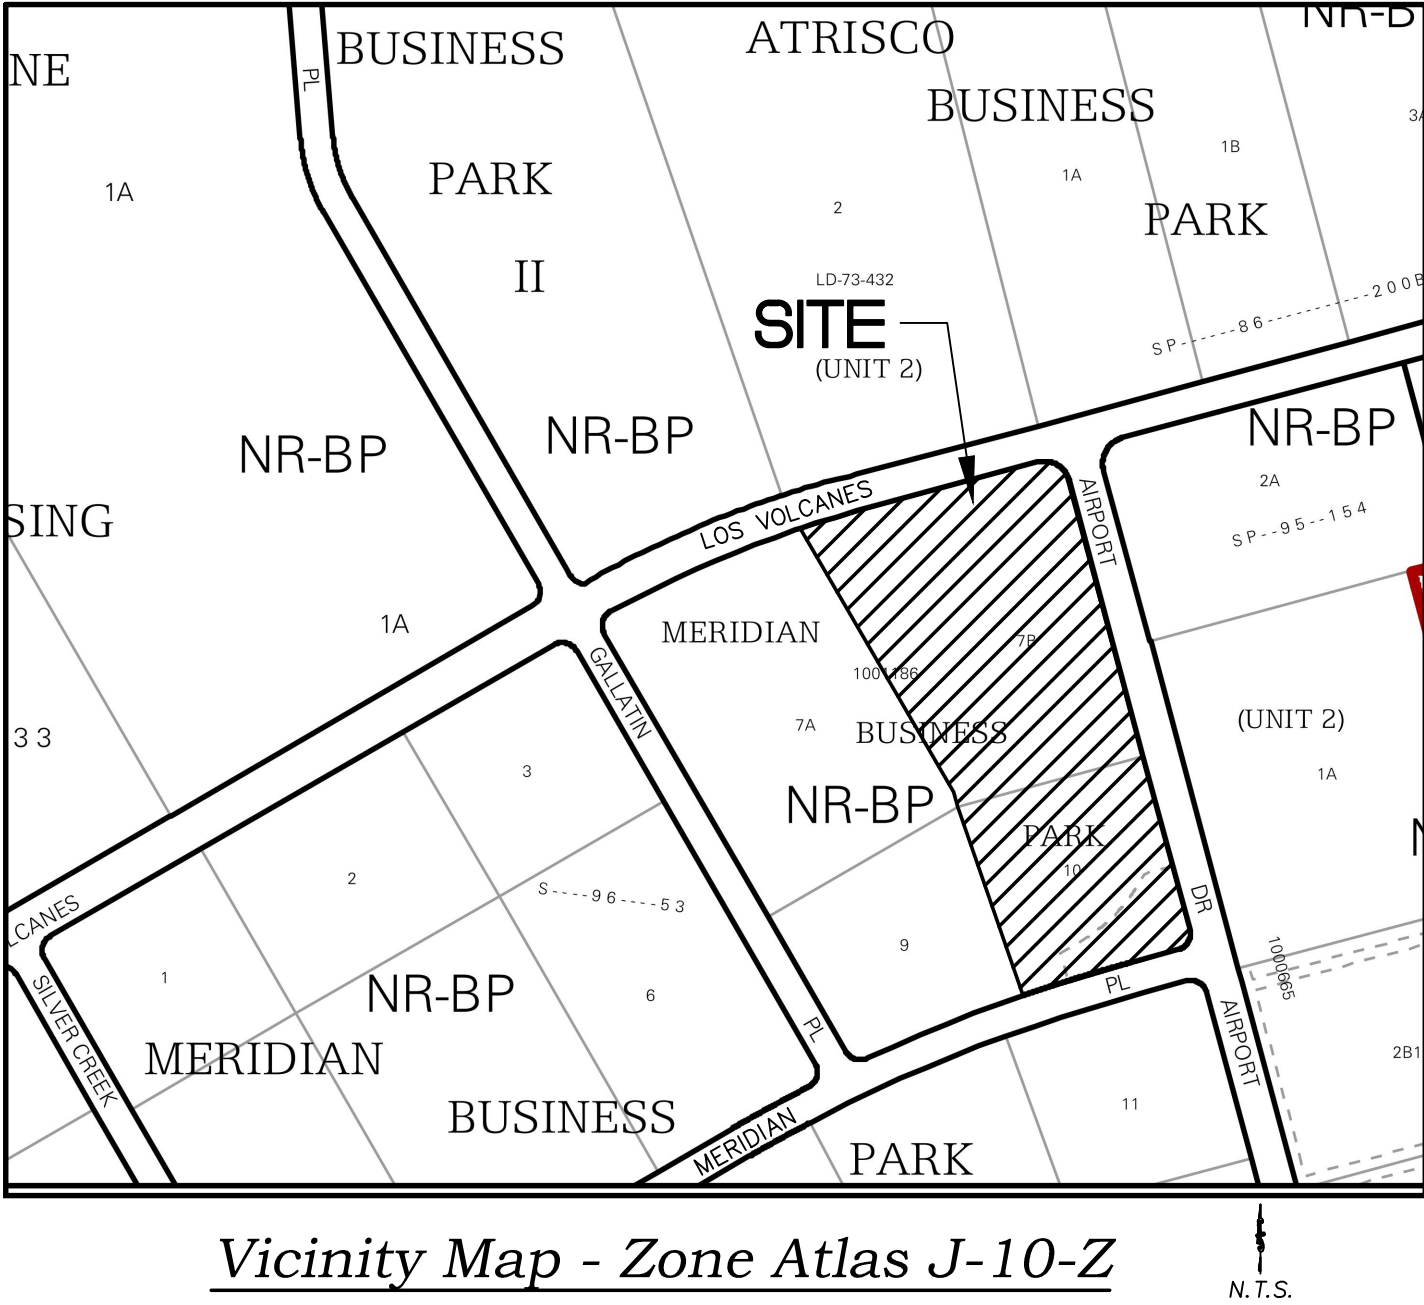 NE
PL
BUSINESS
ATRISCO
NR-B
BUSINESS
3A
1B
1A
1A
PARK
2
PARK
II
LD-73-432
SP------86---------------200B
SITE
(UNIT 2)
NR-BP
NR-BP
NR-BP
2A
LOS VOLCANES
AIRPORT
SP--95--154
SING
1A
MERIDIAN
7B
GALLATIN
1001186
33
7A
BUSINESS
(UNIT 2)
3
1A
NR-BP
PARK
10
2
S----96----53
DR
LCANES
9
1
NR-BP
6
PL
1000665
SILVER CREEK
PL
AIRPORT
MERIDIAN
2B1
BUSINESS
11
MERIDIAN
PARK
Vicinity Map - Zone Atlas J-10-Z
N.T.S.